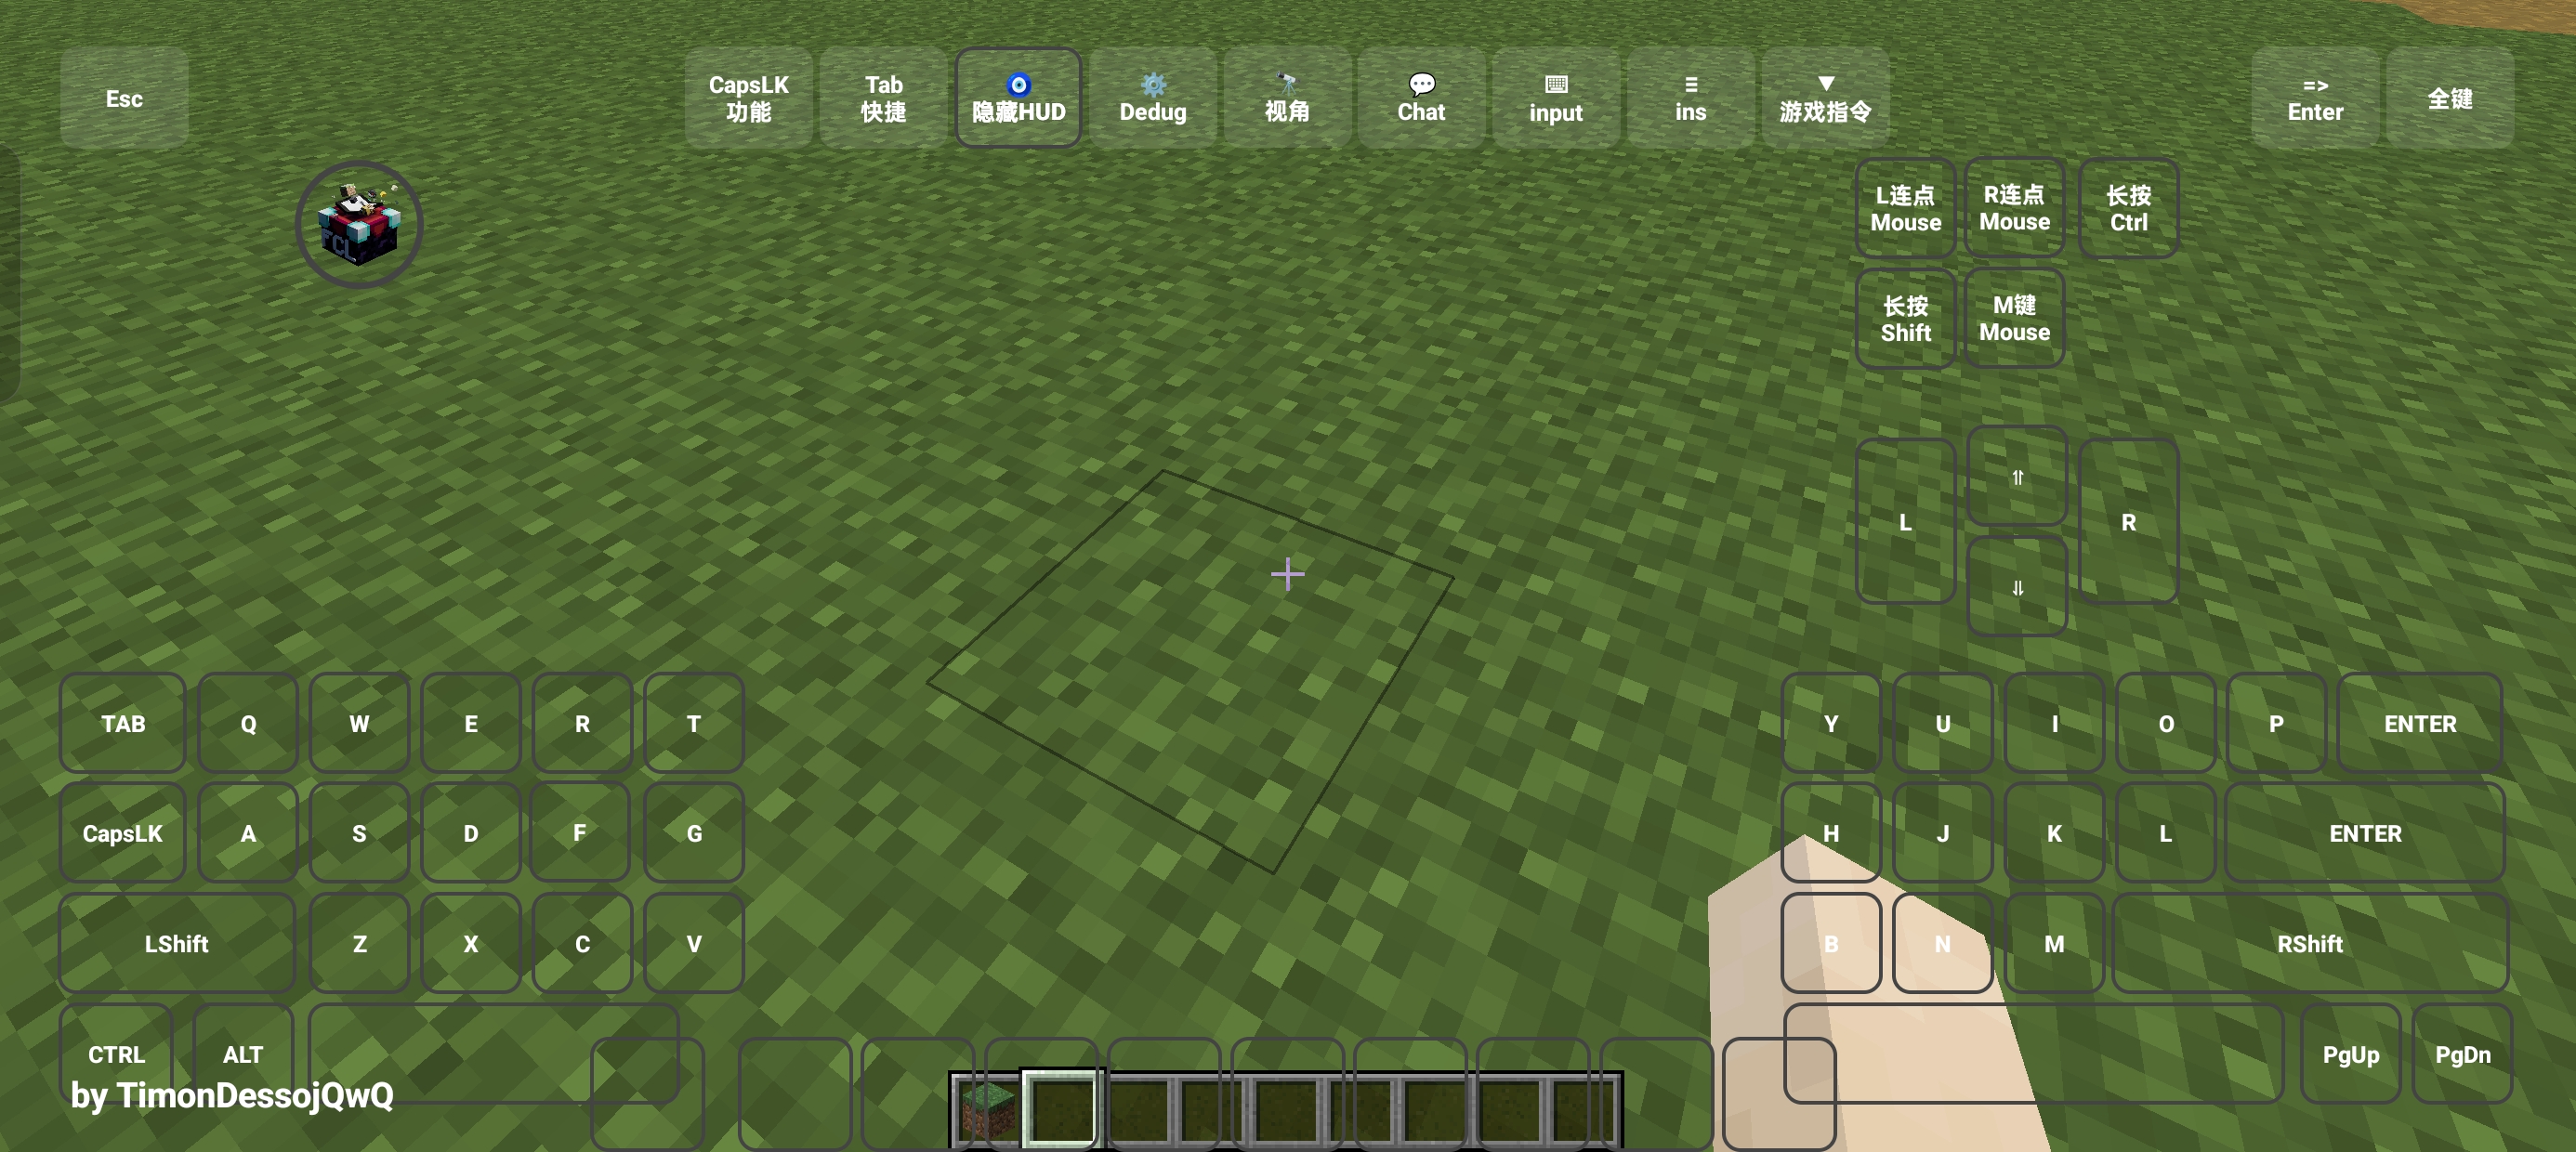 Esc
CapsLK
功能
Tab
快捷
隐藏HUD
Dedug
视角
Chat
input
ins
游戏指令
=>
Enter
全键
FCL
L连点
Mouse
R连点
Mouse
长按
Ctrl
长按
Shift
M键
Mouse
L
⇈
R
⇊
TAB
Q
W
E
R
T
Y
U
I
O
P
ENTER
CapsLK
A
S
D
F
G
H
J
K
L
ENTER
LShift
Z
X
C
V
B
N
M
RShift
CTRL
ALT
PgUp
PgDn
by TimonDessojQwQ